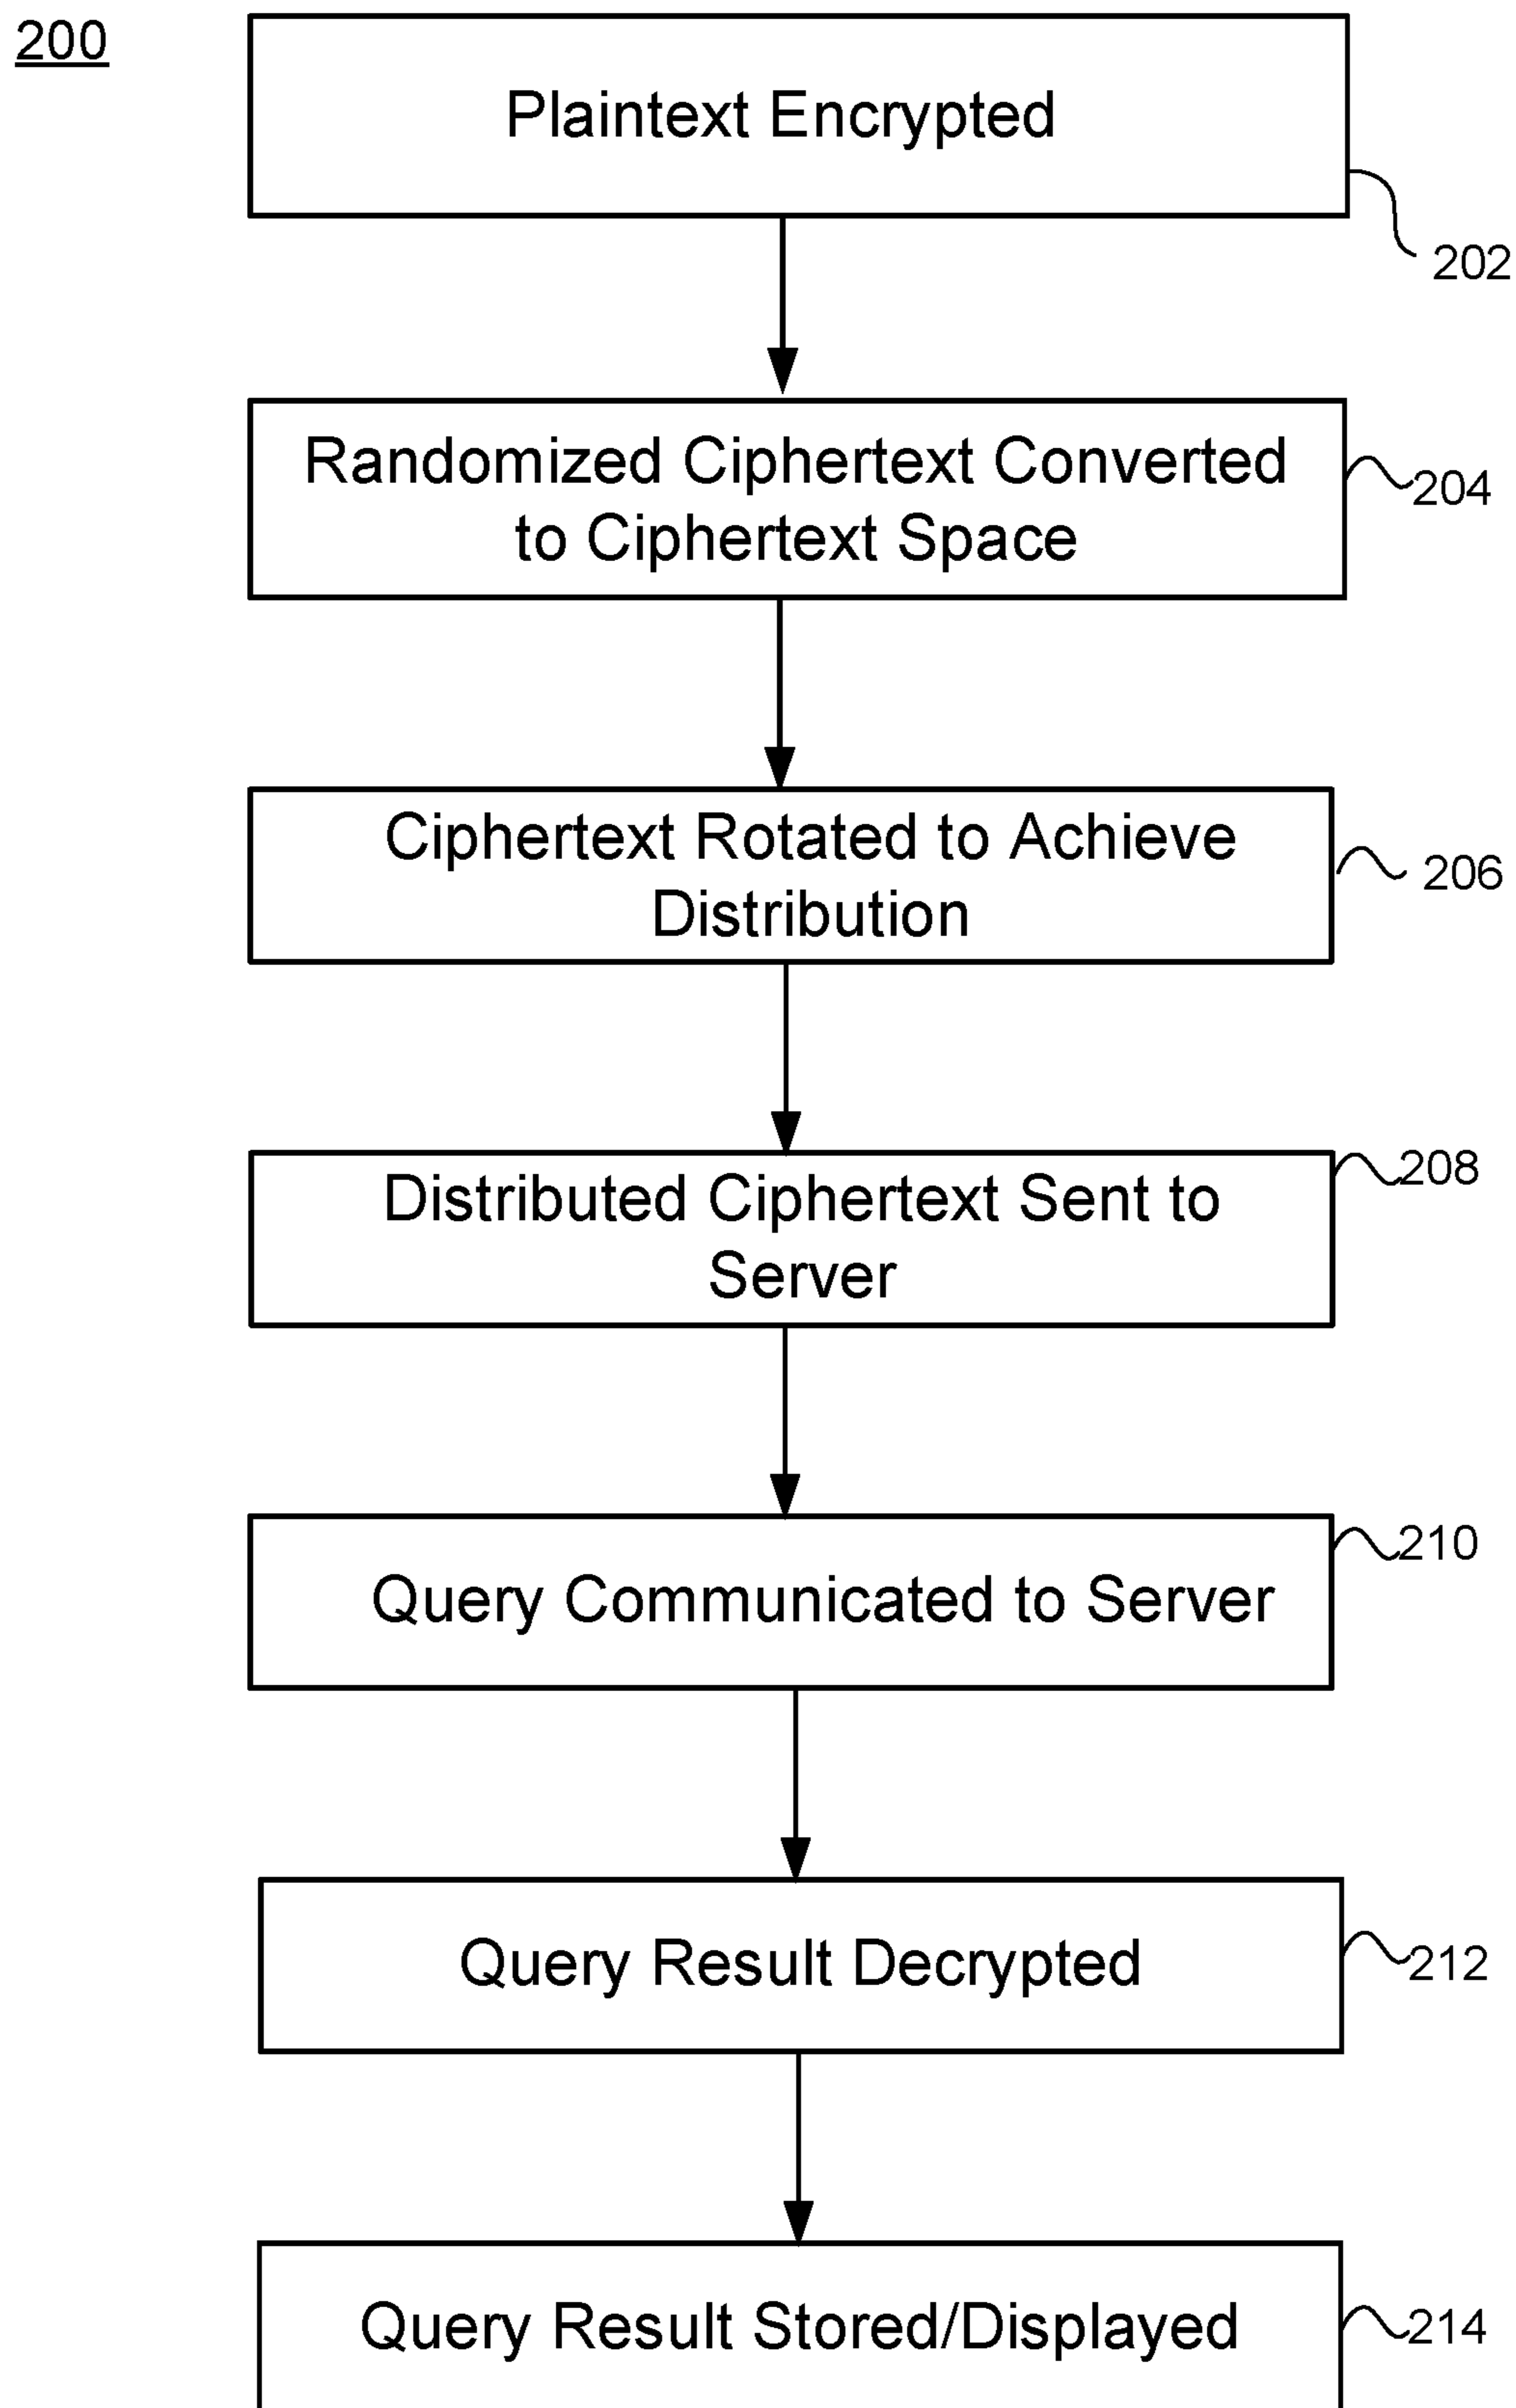 200
Plaintext Encrypted
202
Randomized Ciphertext Converted
to Ciphertext Space
204
Ciphertext Rotated to Achieve
Distribution
206
Distributed Ciphertext Sent to
Server
208
Query Communicated to Server
210
Query Result Decrypted
212
Query Result Stored/Displayed
214